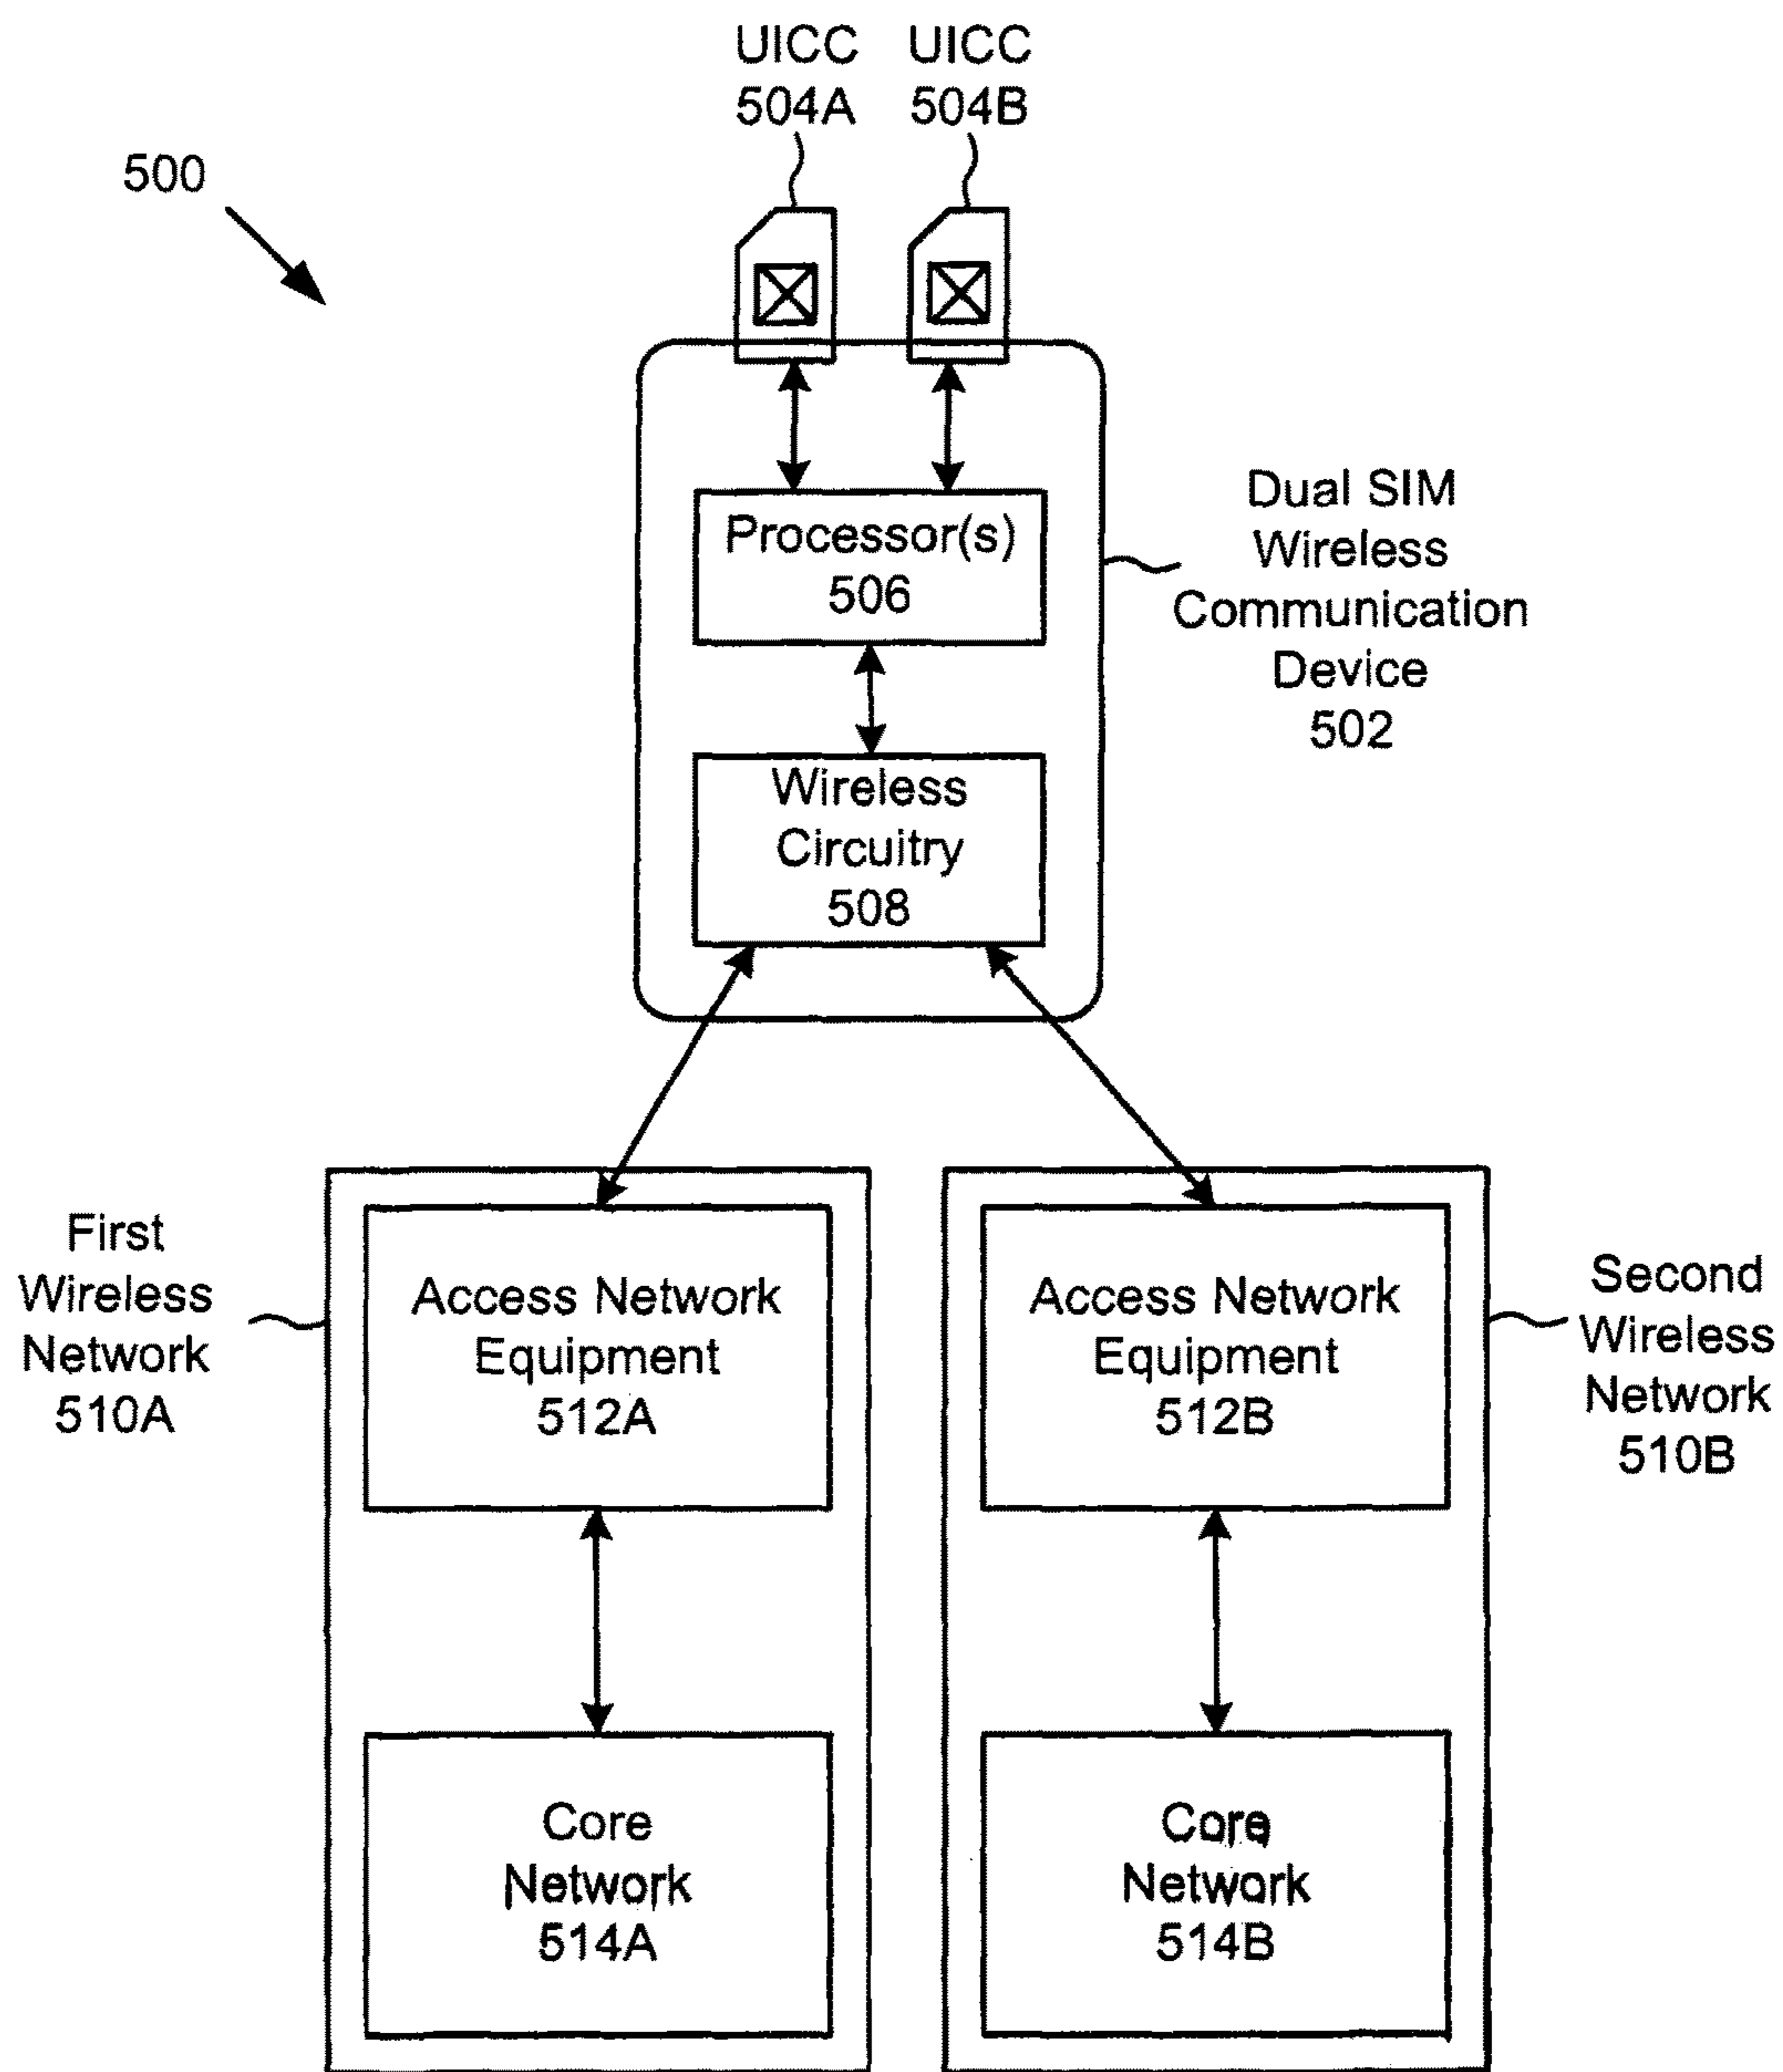 UICC
504A
UICC
504B
500
Processor(s)
506
Dual SIM
Wireless
Communication
Device
502
Wireless
Circuitry
508
First
Wireless
Network
510A
Access Network
Equipment
512A
Access Network
Equipment
512B
Second
Wireless
Network
510B
Core
Network
514A
Core
Network
514B